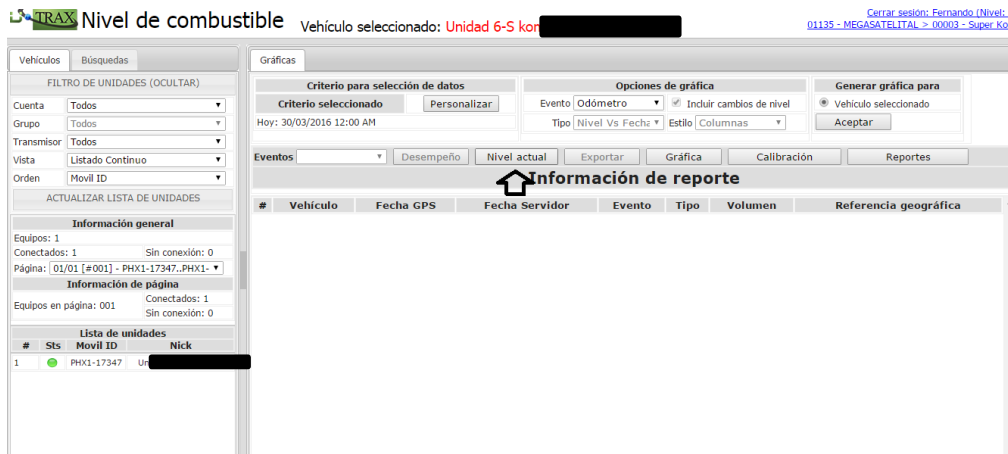 TRAX Nivel de combustible
Vehículo seleccionado: Unidad 6-S kor
Cerrar sesión: Fernando (Nivel:
01135 - MEGASATELITAL > 00003 - Super Ko
Vehículos Búsquedas
FILTRO DE UNIDADES (OCULTAR)
Cuenta Todos
Grupo Todos
Transmisor Todos
Vista Listado Continuo
Orden Movil ID
ACTUALIZAR LISTA DE UNIDADES
Información general
Equipos: 1
Conectados: 1 Sin conexión: 0
Página: 01/01 [#001] - PHX1-17347..PHX1-
Información de página
Equipos en página: 001 Conectados: 1
Sin conexión: 0
Lista de unidades
# Sts Movil ID Nick
1 PHX1-17347 Un
Gráficas
Criterio para selección de datos
Criterio seleccionado Personalizar
Hoy: 30/03/2016 12:00 AM
Opciones de gráfica
Evento Odómetro Incluir cambios de nivel
Tipo Nivel Vs Fecha Estilo Columnas
Generar gráfica para
Vehículo seleccionado
Aceptar
Eventos Desempeño Nivel actual Exportar Gráfica Calibración Reportes
Información de reporte
# Vehículo Fecha GPS Fecha Servidor Evento Tipo Volumen Referencia geográfica